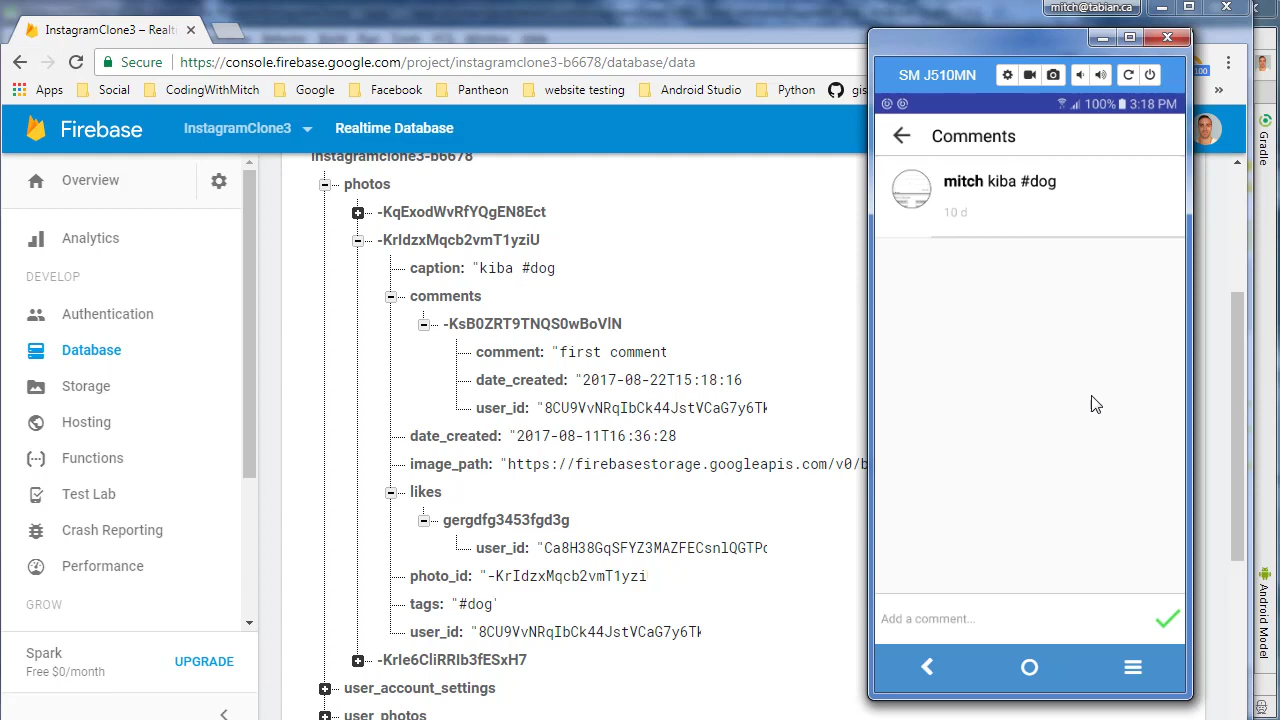 mitch@tabian.ca
InstagramClone3 – Realti
Secure
https://console.firebase.google.com/project/instagramclone3-b6678/database/data
100
Apps
Social
CodingWithMitch
Google
Facebook
Pantheon
website testing
Android Studio
Python
gis
»
Firebase
InstagramClone3
Realtime Database
Overview
Analytics
DEVELOP
Authentication
Database
Storage
Hosting
Functions
Test Lab
Crash Reporting
Performance
GROW
Spark
Free $0/month
UPGRADE
instagramclone3-b6678
photos
-KqExodWvRfYQgEN8Ect
-KrIdzxMqcb2vmT1yziU
caption: "kiba #dog
comments
-KsB0ZRT9TNQS0wBoVlN
comment: "first comment
date_created: "2017-08-22T15:18:16
user_id: "8CU9VvNRqIbCk44JstVCaG7y6Tk
date_created: "2017-08-11T16:36:28
image_path: "https://firebasestorage.googleapis.com/v0/b
likes
gergdfg3453fgd3g
user_id: "Ca8H38GqSFYZ3MAZFECsnlQGTPc
photo_id: "-KrIdzxMqcb2vmT1yzi
tags: "#dog"
user_id: "8CU9VvNRqIbCk44JstVCaG7y6Tk
-KrIe6CliRRIb3fESxH7
user_account_settings
user_photos
SM J510MN
100% 3:18 PM
Comments
mitch kiba #dog
10 d
Add a comment...
Gradle
Android Model